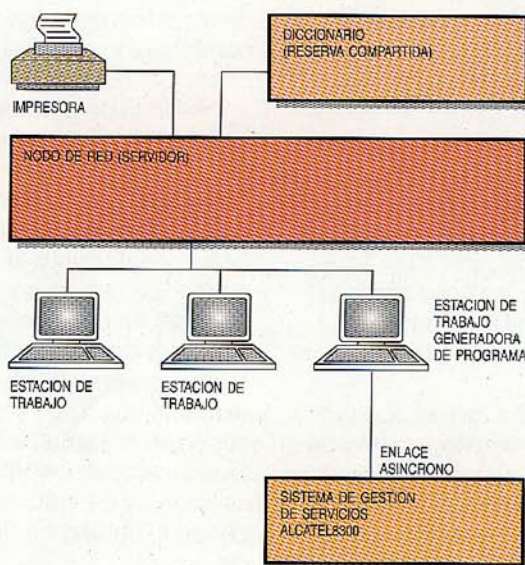 DICCIONARIO
(RESERVA COMPARTIDA)
IMPRESORA
NODO DE RED (SERVIDOR)
ESTACION DE
TRABAJO
ESTACION DE
TRABAJO
ESTACION DE
TRABAJO
GENERADORA
DE PROGRAMA
ENLACE
ASINCRONO
SISTEMA DE GESTION
DE SERVICIOS
ALCATEL8300